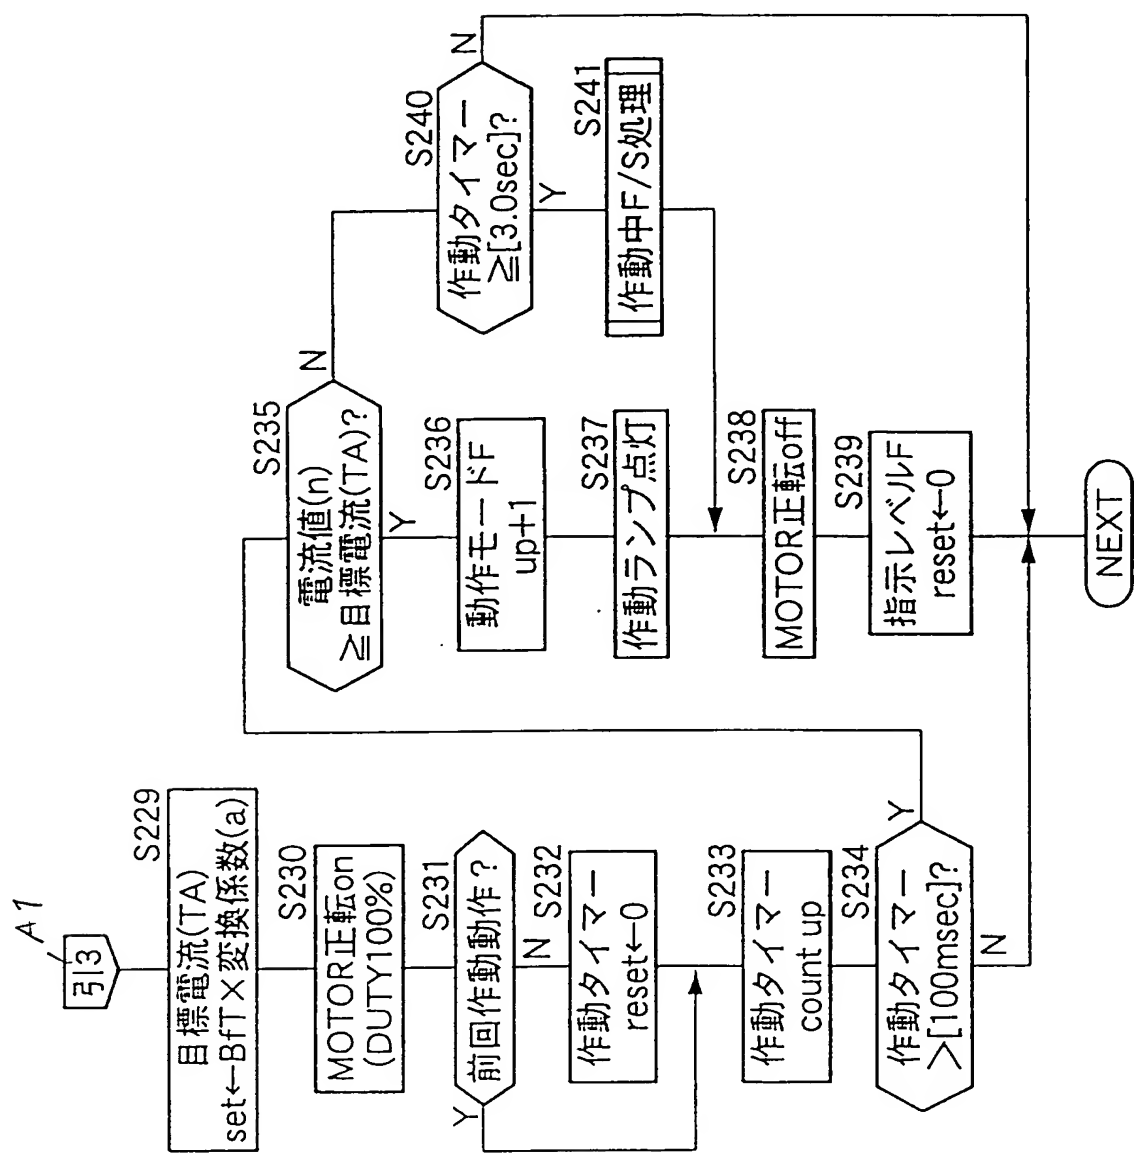 A1
引3
S229
目標電流(TA)
set←BfT×変換係数(a)
S230
MOTOR正転on
(DUTY100%)
S231
前回作動動作?
Y
N
S232
作動タイマー
reset←0
S233
作動タイマー
count up
S234
作動タイマー
>[100msec]?
Y
N
S235
電流値(n)
≧目標電流(TA)?
N
Y
S236
動作モードF
up+1
S237
作動ランプ点灯
S238
MOTOR正転off
S239
指示レベルF
reset←0
S240
作動タイマー
≧[3.0sec]?
N
Y
S241
作動中F/S処理
NEXT